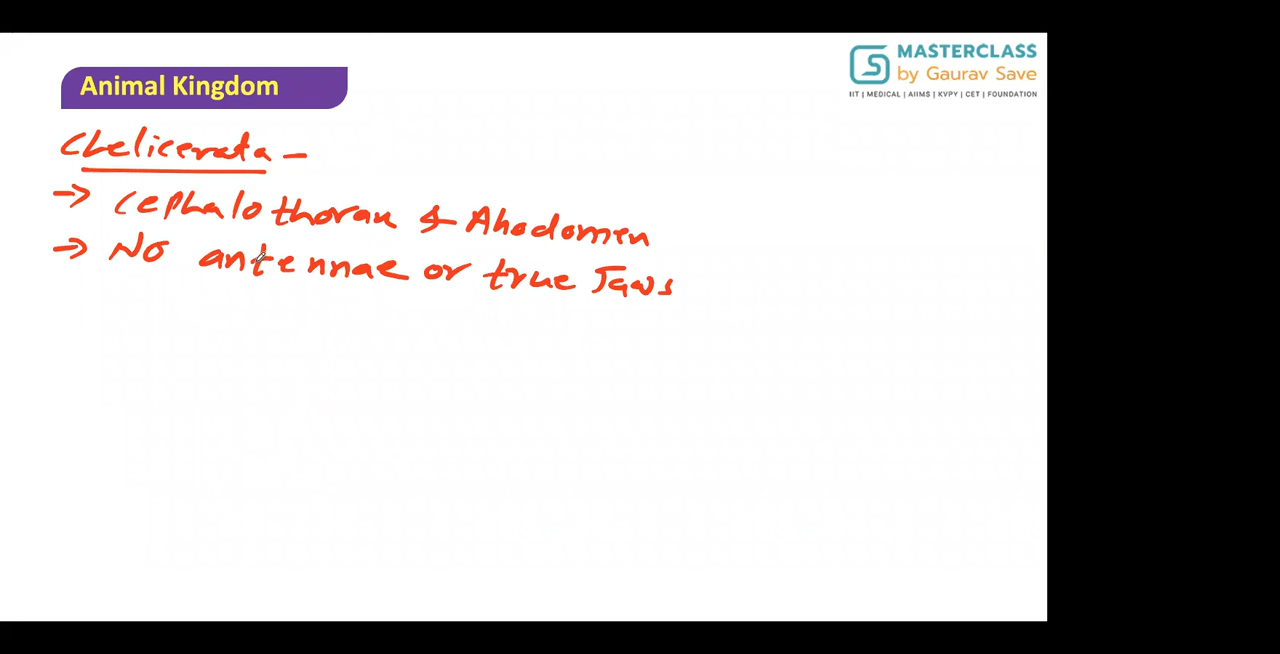 Animal Kingdom
MASTERCLASS
by Gaurav Save
IIT | MEDICAL | AIIMS | KVPY | CET | FOUNDATION
Chelicerata -
→ Cephalothorax & Abodomen
→ No antennae or true Jaws